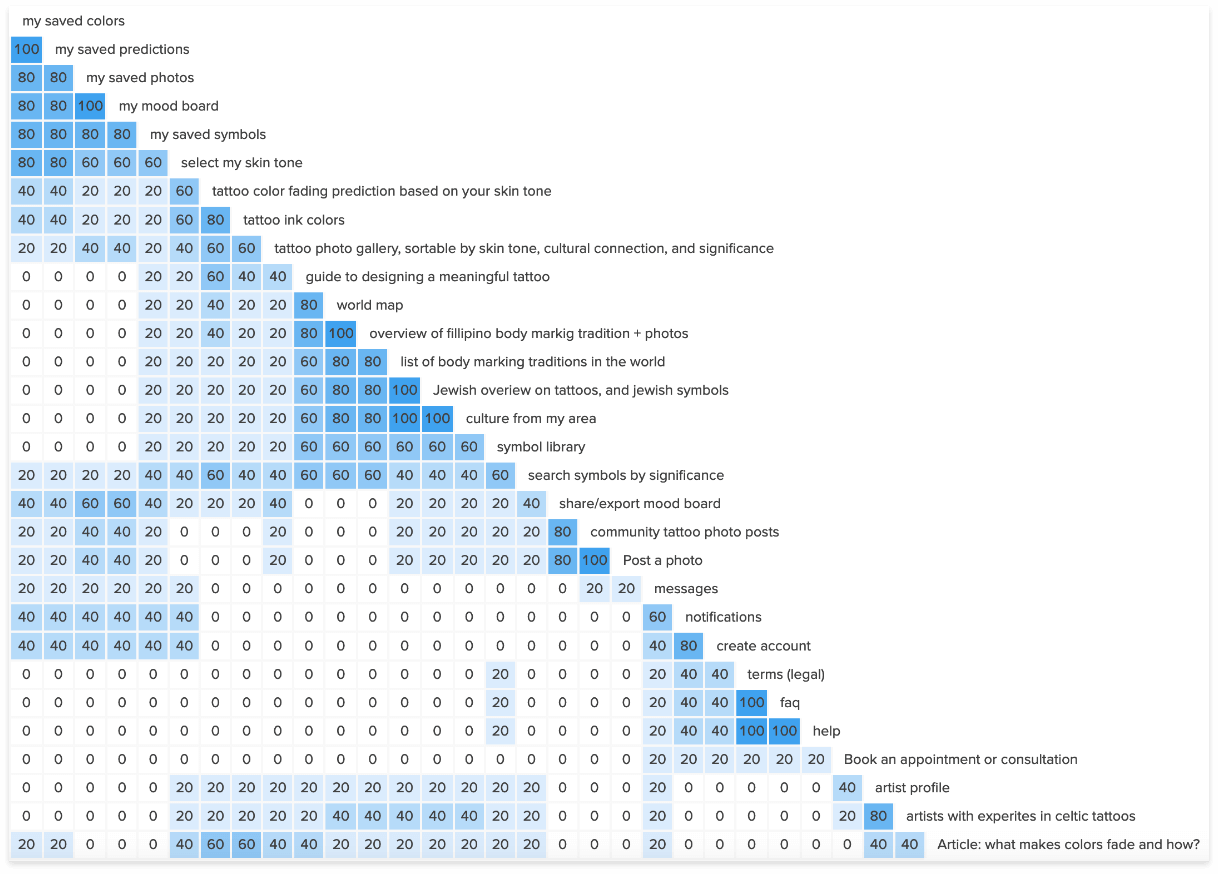 my saved colors
100 my saved predictions
80 80 my saved photos
80 80 100 my mood board
80 80 80 80 my saved symbols
80 80 60 60 60 select my skin tone
40 40 20 20 20 60 tattoo color fading prediction based on your skin tone
40 40 20 20 20 60 80 tattoo ink colors
20 20 40 40 20 40 60 60 tattoo photo gallery, sortable by skin tone, cultural connection, and significance
0 0 0 0 20 20 60 40 40 guide to designing a meaningful tattoo
0 0 0 0 20 20 40 20 20 80 world map
0 0 0 0 20 20 40 20 20 80 100 overview of fillipino body markig tradition + photos
0 0 0 0 20 20 20 20 20 60 80 80 list of body marking traditions in the world
0 0 0 0 20 20 20 20 20 60 80 80 100 Jewish overiew on tattoos, and jewish symbols
0 0 0 0 20 20 20 20 20 60 80 80 100 100 culture from my area
0 0 0 0 20 20 20 20 20 60 60 60 60 60 60 symbol library
20 20 20 20 40 40 60 40 40 60 60 60 40 40 40 60 search symbols by significance
40 40 60 60 40 20 20 20 40 0 0 0 20 20 20 20 40 share/export mood board
20 20 40 40 20 0 0 0 20 0 0 0 20 20 20 20 20 80 community tattoo photo posts
20 20 40 40 20 0 0 0 20 0 0 0 20 20 20 20 20 80 100 Post a photo
20 20 20 20 20 20 0 0 0 0 0 0 0 0 0 0 0 0 20 20 messages
40 40 40 40 40 40 0 0 0 0 0 0 0 0 0 0 0 0 0 0 60 notifications
40 40 40 40 40 40 0 0 0 0 0 0 0 0 0 0 0 0 0 0 40 80 create account
0 0 0 0 0 0 0 0 0 0 0 0 0 0 0 20 0 0 0 0 20 40 40 terms (legal)
0 0 0 0 0 0 0 0 0 0 0 0 0 0 0 20 0 0 0 0 20 40 40 100 faq
0 0 0 0 0 0 0 0 0 0 0 0 0 0 0 20 0 0 0 0 20 40 40 100 100 help
0 0 0 0 0 0 0 0 0 0 0 0 0 0 0 0 0 0 0 0 20 20 20 20 20 20 Book an appointment or consultation
0 0 0 0 0 20 20 20 20 20 20 20 20 20 20 20 20 0 0 0 20 0 0 0 0 0 40 artist profile
0 0 0 0 0 20 20 20 20 20 40 40 40 40 40 20 20 0 0 0 20 0 0 0 0 0 20 80 artists with experites in celtic tattoos
20 20 0 0 0 40 60 60 40 40 20 20 20 20 20 20 20 0 0 0 20 0 0 0 0 0 0 40 40 Article: what makes colors fade and how?